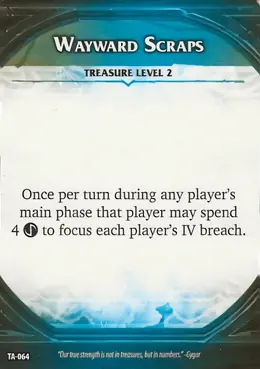 Wayward Scraps
TREASURE LEVEL 2
Once per turn during any player's
main phase that player may spend
4 to focus each player's IV breach.
TA-064
"Our true strength is not in treasures, but in numbers." -Gygar